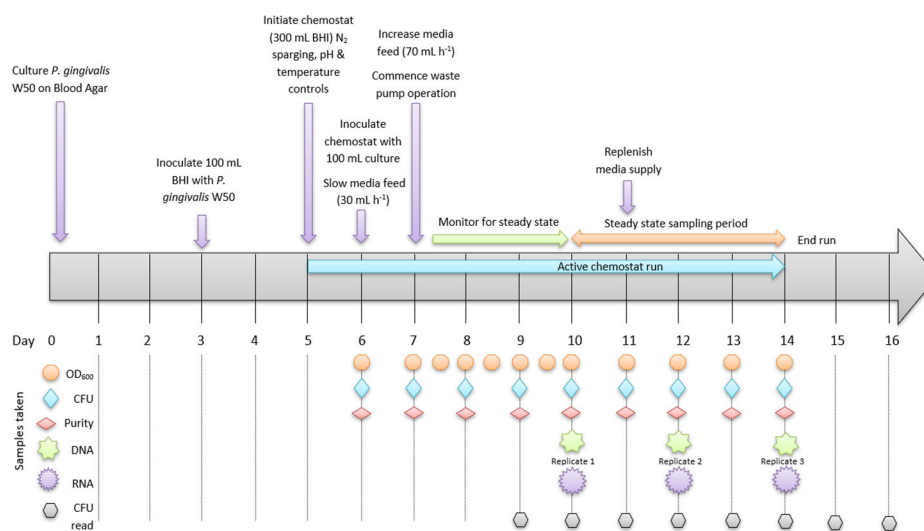 Culture P. gingivalis
W50 on Blood Agar
Inoculate 100 mL
BHI with P.
gingivalis W50
Initiate chemostat
(300 mL BHI) N₂
sparging, pH &
temperature
controls
Inoculate
chemostat with
100 mL culture
Slow media feed
(30 mL h⁻¹)
Increase media
feed (70 mL h⁻¹)
Commence waste
pump operation
Monitor for steady state
Replenish
media supply
Steady state sampling period
End run
Active chemostat run
Day 0 1 2 3 4 5 6 7 8 9 10 11 12 13 14 15 16
Samples taken
OD₆₀₀
CFU
Purity
DNA
Replicate 1 Replicate 2 Replicate 3
RNA
CFU
read